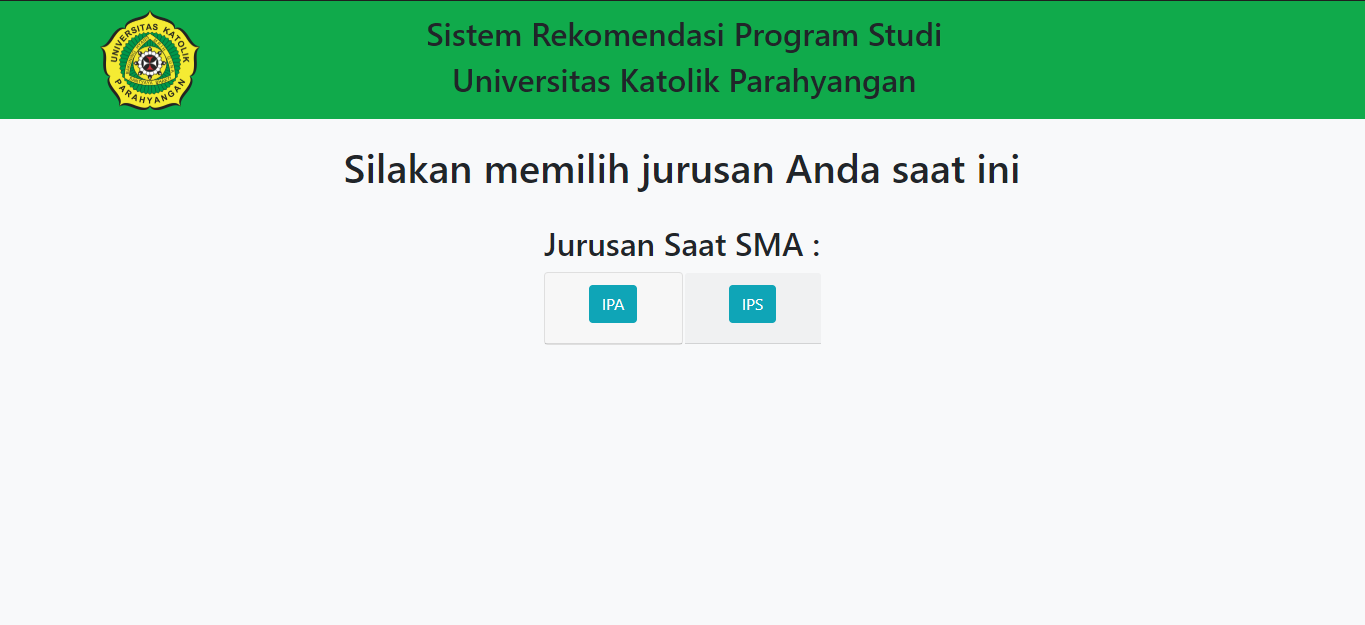 UNIVERSITAS KATOLIK
PARAHYANGAN
Sistem Rekomendasi Program Studi
Universitas Katolik Parahyangan
Silakan memilih jurusan Anda saat ini
Jurusan Saat SMA :
IPA
IPS